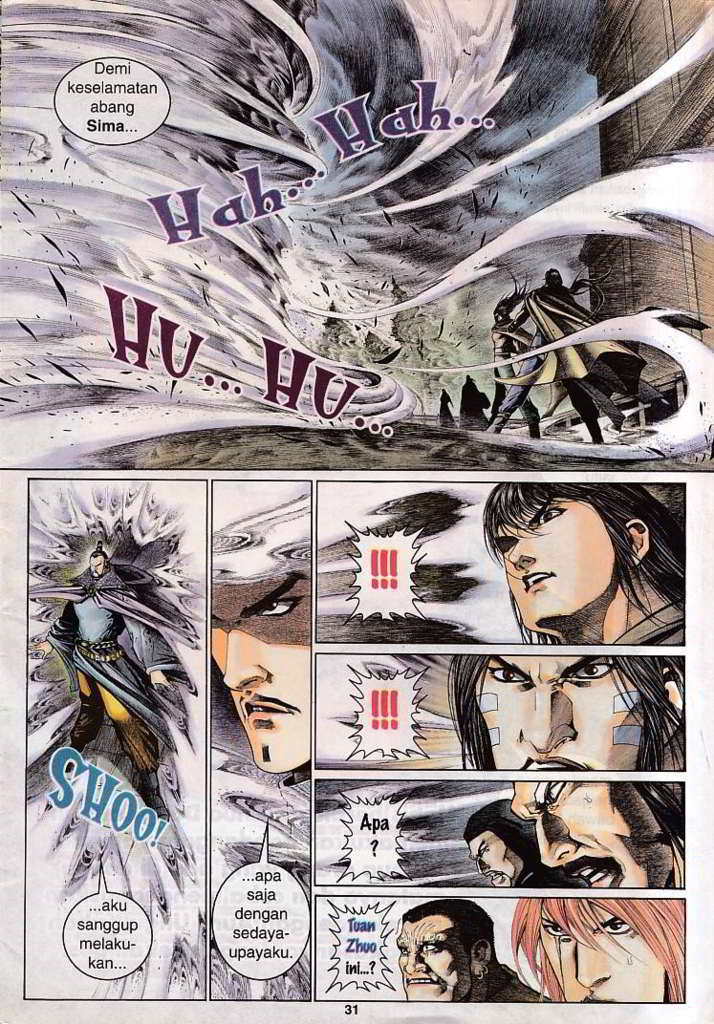 Demi
keselamatan
abang
Sima...
Hah... Hah...
HU... HU...
SHOO!
...aku
sanggup
melaku-
kan...
...apa
saja
dengan
sedaya-
upayaku.
!!!
!!!
Apa
?
Tuan
Zhuo
ini...?
31